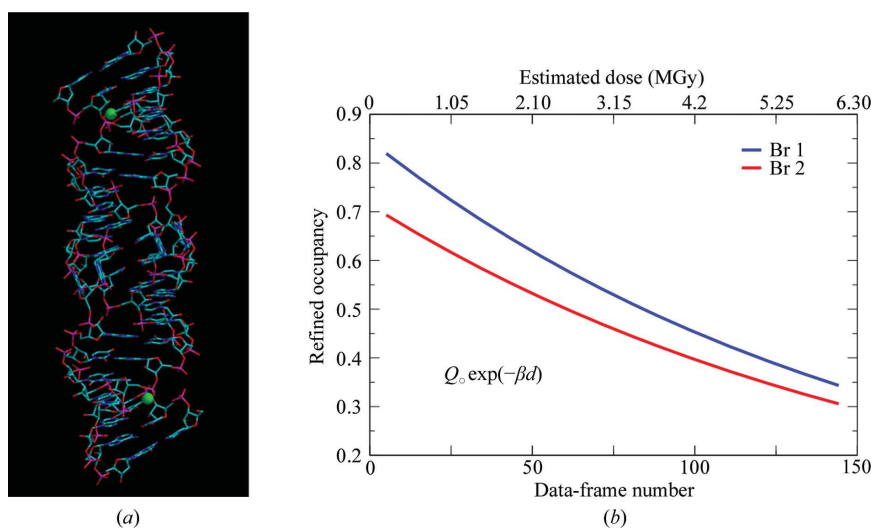 Estimated dose (MGy)
0 1.05 2.10 3.15 4.2 5.25 6.30
0.9
0.8
0.7
0.6
0.5
0.4
0.3
0.2
Refined occupancy
Br 1
Br 2
Q○ exp(−βd)
0 50 100 150
Data-frame number
(a) (b)